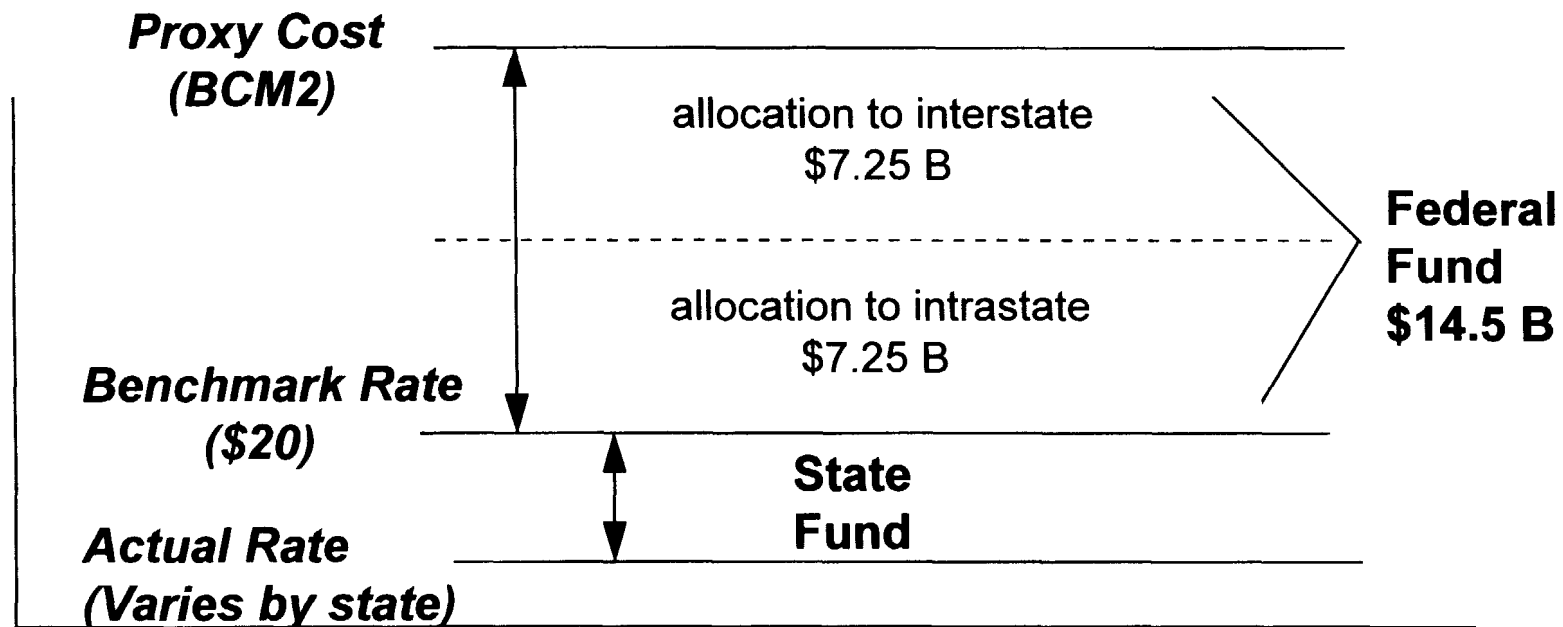 Proxy Cost
(BCM2)
allocation to interstate
$7.25 B
Federal
Fund
$14.5 B
allocation to intrastate
$7.25 B
Benchmark Rate
($20)
State
Fund
Actual Rate
(Varies by state)